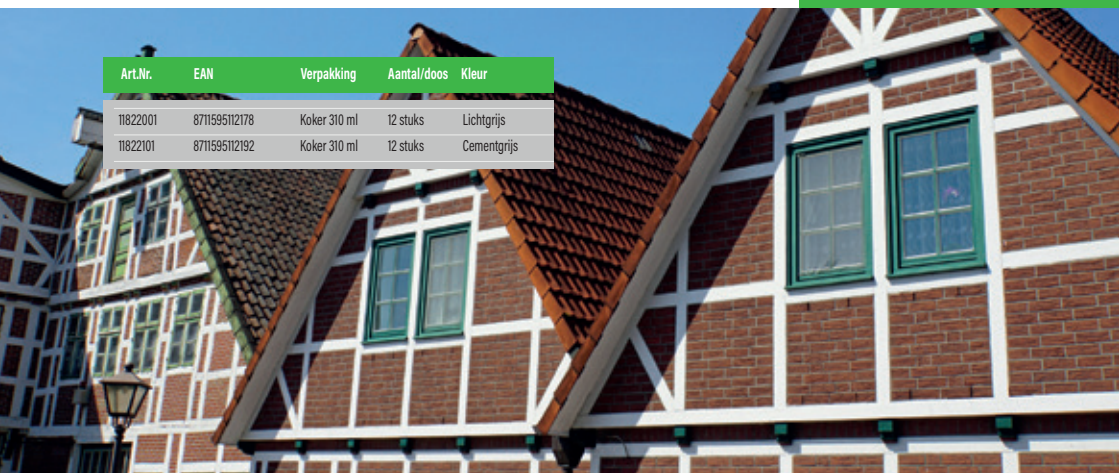 Art.Nr. EAN Verpakking Aantal/doos Kleur
11822001 8711595112178 Koker 310 ml 12 stuks Lichtgrijs
11822101 8711595112192 Koker 310 ml 12 stuks Cementgrijs